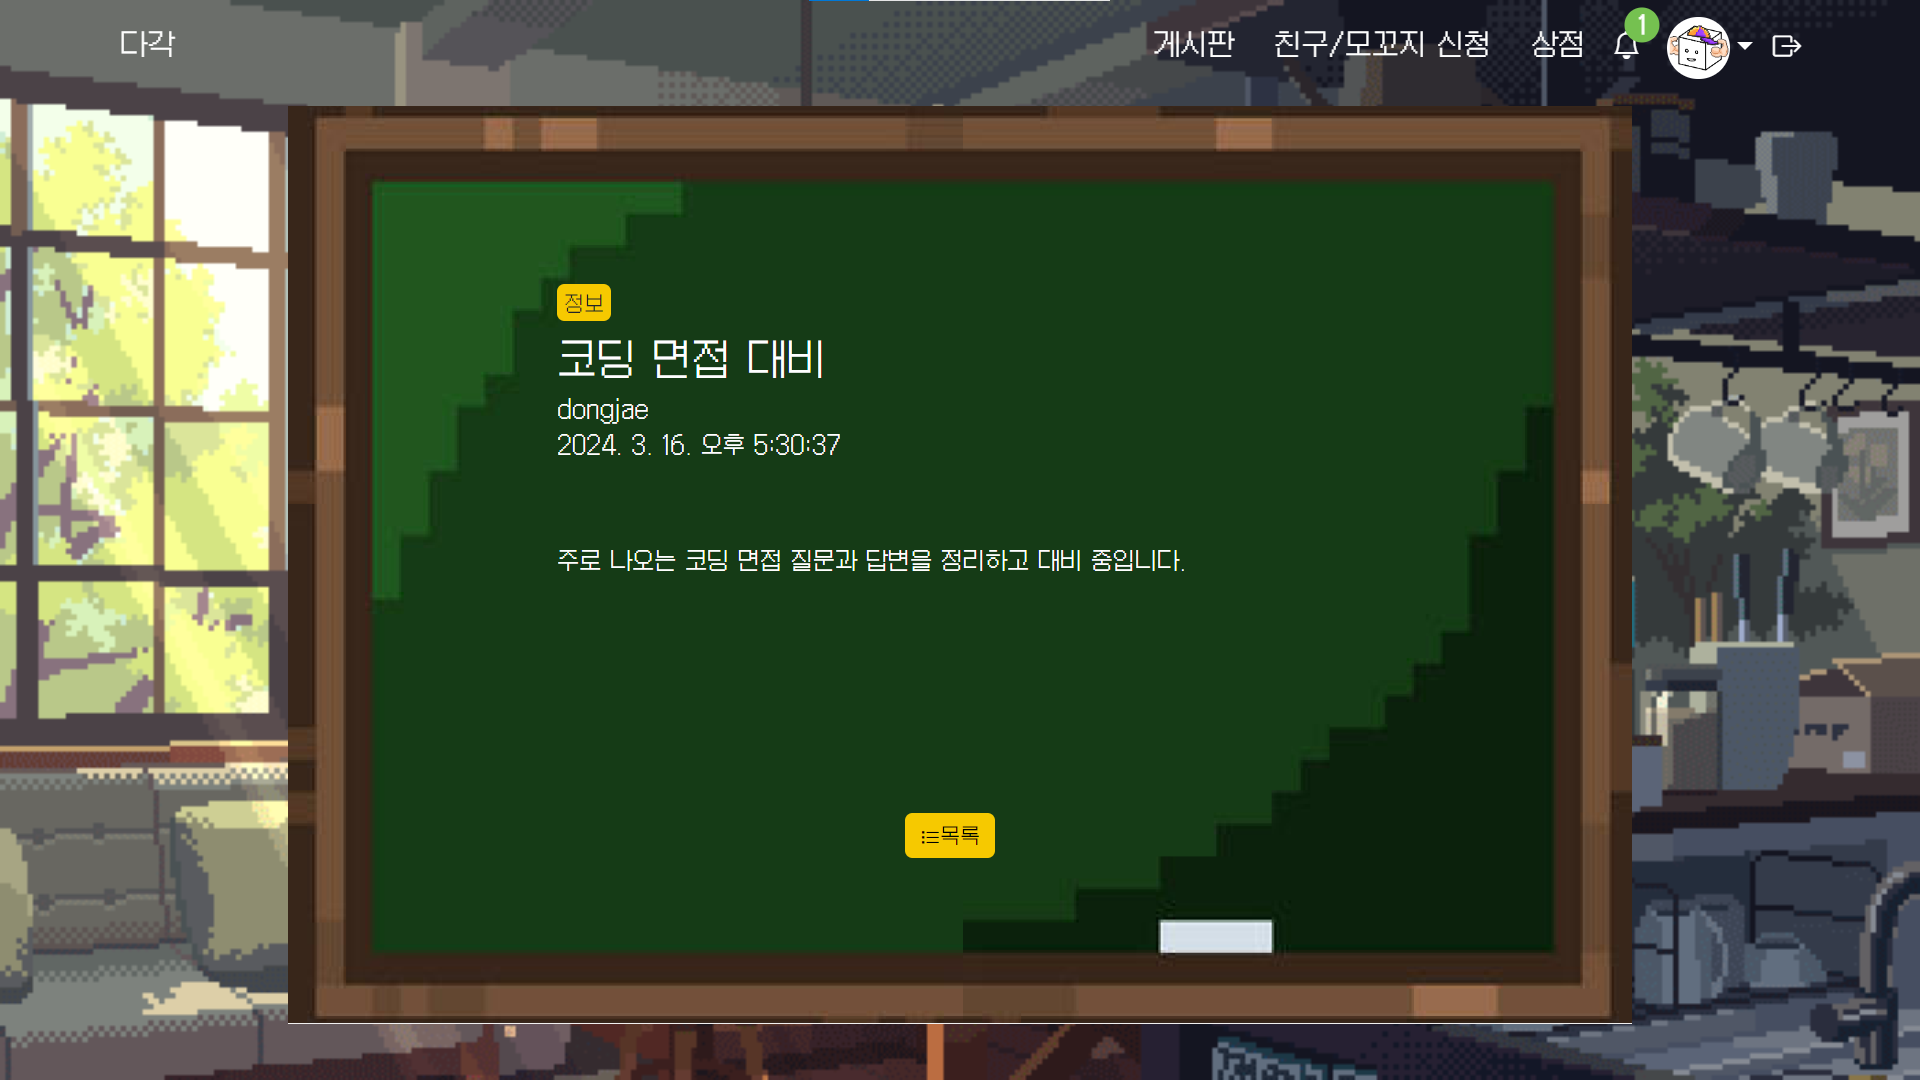 다각
게시판 친구/모꼬지 신청 상점 1
정보
코딩 면접 대비
dongjae
2024. 3. 16. 오후 5:30:37
주로 나오는 코딩 면접 질문과 답변을 정리하고 대비 중입니다.
목록